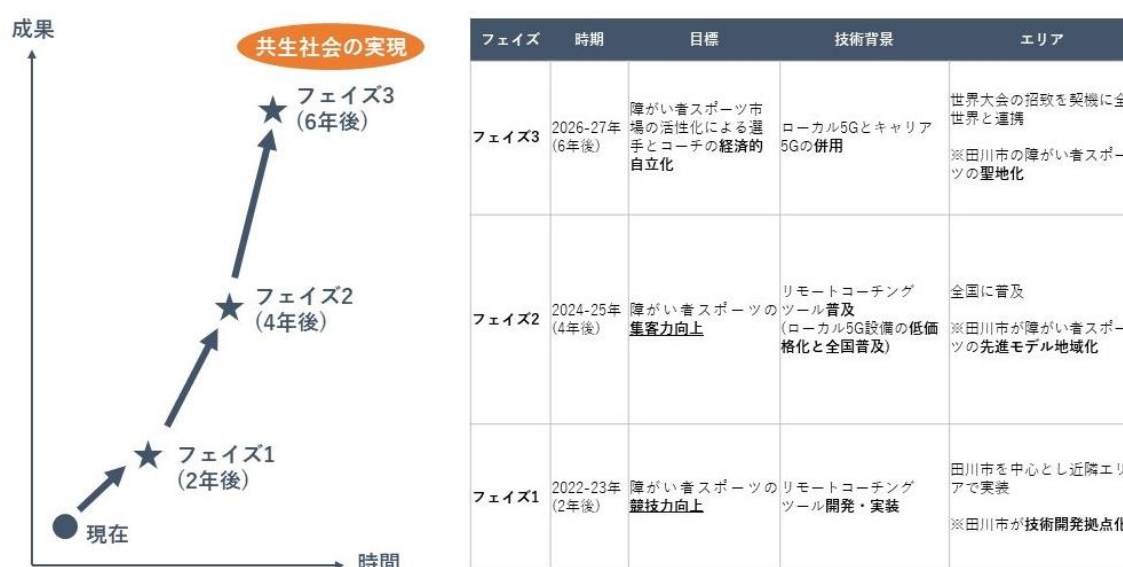 成果
共生社会の実現
フェイズ3
(6年後)
フェイズ2
(4年後)
フェイズ1
(2年後)
現在
時間
フェイズ
時期
目標
技術背景
エリア
フェイズ3
2026-27年
(6年後)
障がい者スポーツ市
場の活性化による選
手とコーチの経済的
自立化
ローカル5Gとキャリア
5Gの併用
世界大会の招致を契機に全
世界と連携
※田川市の障がい者スポー
ツの聖地化
フェイズ2
2024-25年
(4年後)
障がい者スポーツの
集客力向上
リモートコーチング
ツール普及
(ローカル5G設備の低価
格化と全国普及)
全国に普及
※田川市が障がい者スポー
ツの先進モデル地域化
フェイズ1
2022-23年
(2年後)
障がい者スポーツの
競技力向上
リモートコーチング
ツール開発・実装
田川市を中心とし近隣エリ
アで実装
※田川市が技術開発拠点化